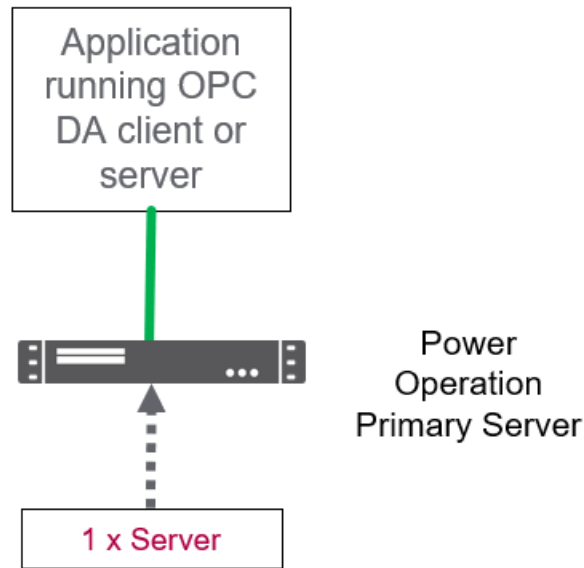 Application
running OPC
DA client or
server
Power
Operation
Primary Server
1 x Server